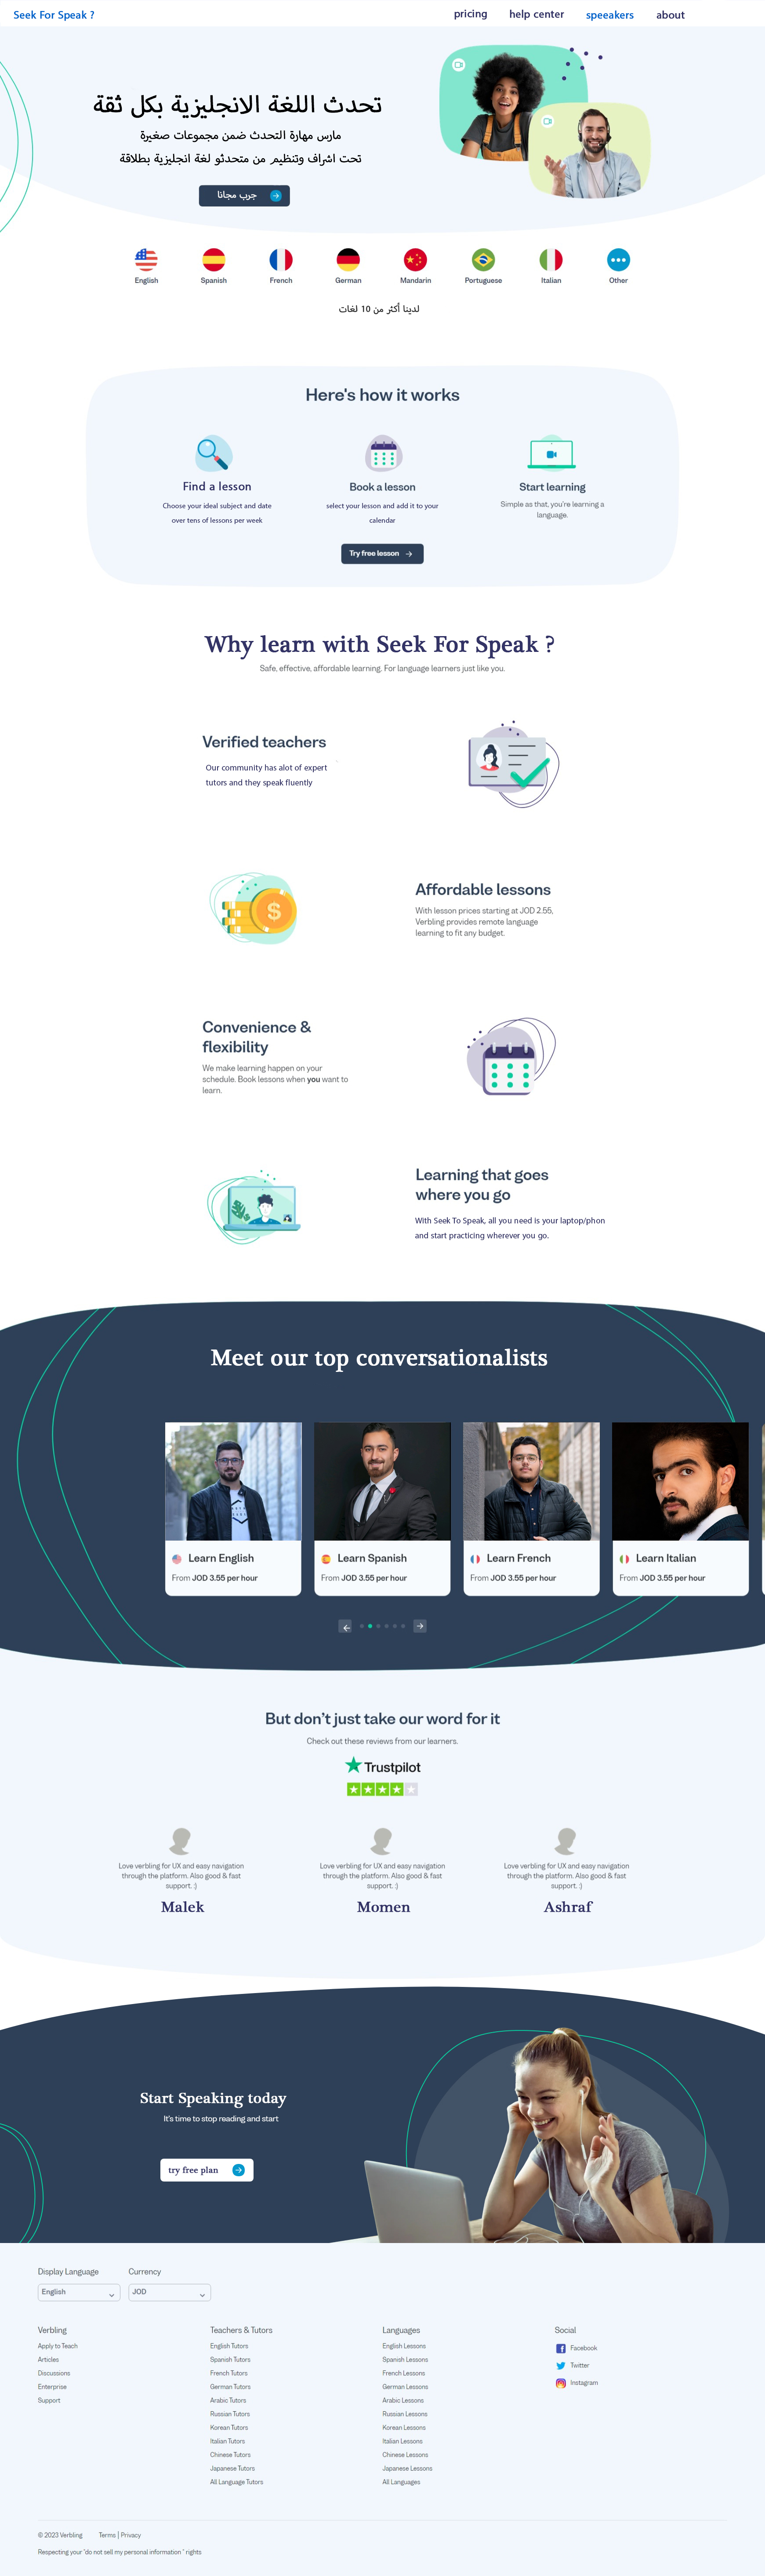 Seek For Speak ?
pricing
help center
speeakers
about
تحدث اللغة الانجليزية بكل ثقة
مارس مهارة التحدث ضمن مجموعات صغيرة
تحت اشراف وتنظيم من متحدثو لغة انجليزية بطلاقة
جرب مجانا
English
Spanish
French
German
Mandarin
Portuguese
Italian
Other
لدينا أكثر من 10 لغات
Here's how it works
Find a lesson
Choose your ideal subject and date
over tens of lessons per week
Book a lesson
select your lesson and add it to your
calendar
Start learning
Simple as that, you're learning a
language.
Try free lesson
Why learn with Seek For Speak ?
Safe, effective, affordable learning. For language learners just like you.
Verified teachers
Our community has alot of expert
tutors and they speak fluently
Affordable lessons
With lesson prices starting at JOD 2.55,
Verbling provides remote language
learning to fit any budget.
Convenience &
flexibility
We make learning happen on your
schedule. Book lessons when you want to
learn.
Learning that goes
where you go
With Seek To Speak, all you need is your laptop/phon
and start practicing wherever you go.
Meet our top conversationalists
Learn English
From JOD 3.55 per hour
Learn Spanish
From JOD 3.55 per hour
Learn French
From JOD 3.55 per hour
Learn Italian
From JOD 3.55 per hour
But don't just take our word for it
Check out these reviews from our learners.
Trustpilot
Love verbling for UX and easy navigation
through the platform. Also good & fast
support. :)
Malek
Love verbling for UX and easy navigation
through the platform. Also good & fast
support. :)
Momen
Love verbling for UX and easy navigation
through the platform. Also good & fast
support. :)
Ashraf
Start Speaking today
It's time to stop reading and start
try free plan
Display Language
Currency
English
JOD
Verbling
Apply to Teach
Articles
Discussions
Enterprise
Support
Teachers & Tutors
English Tutors
Spanish Tutors
French Tutors
German Tutors
Arabic Tutors
Russian Tutors
Korean Tutors
Italian Tutors
Chinese Tutors
Japanese Tutors
All Language Tutors
Languages
English Lessons
Spanish Lessons
French Lessons
German Lessons
Arabic Lessons
Russian Lessons
Korean Lessons
Italian Lessons
Chinese Lessons
Japanese Lessons
All Languages
Social
Facebook
Twitter
Instagram
© 2023 Verbling
Terms | Privacy
Respecting your "do not sell my personal information " rights